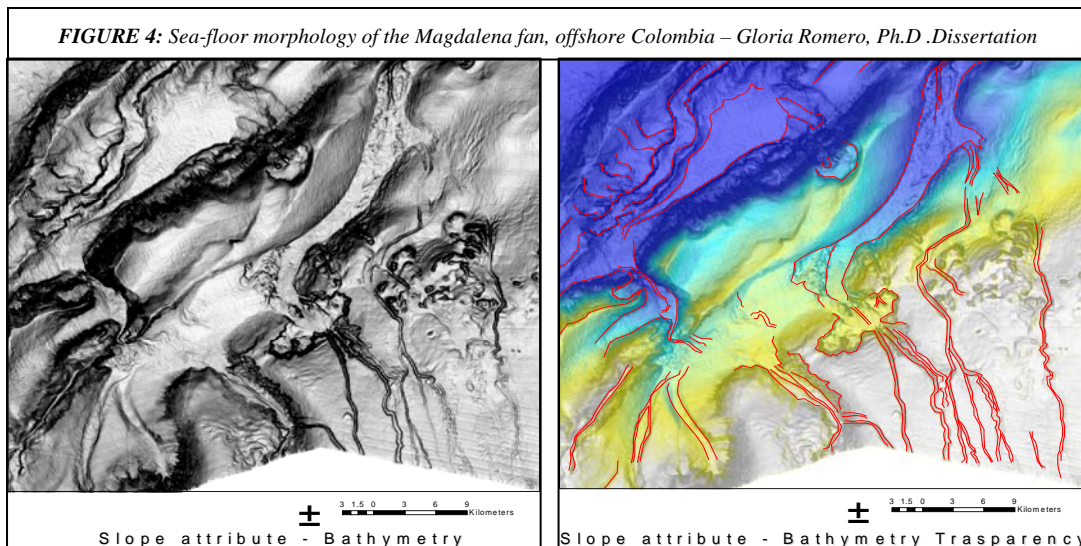 FIGURE 4: Sea-floor morphology of the Magdalena fan, offshore Colombia – Gloria Romero, Ph.D .Dissertation
3 1.5 0 3 6 9
Kilometers
Slope attribute - Bathymetry
3 1.5 0 3 6 9
Kilometers
Slope attribute - Bathymetry Trasparency